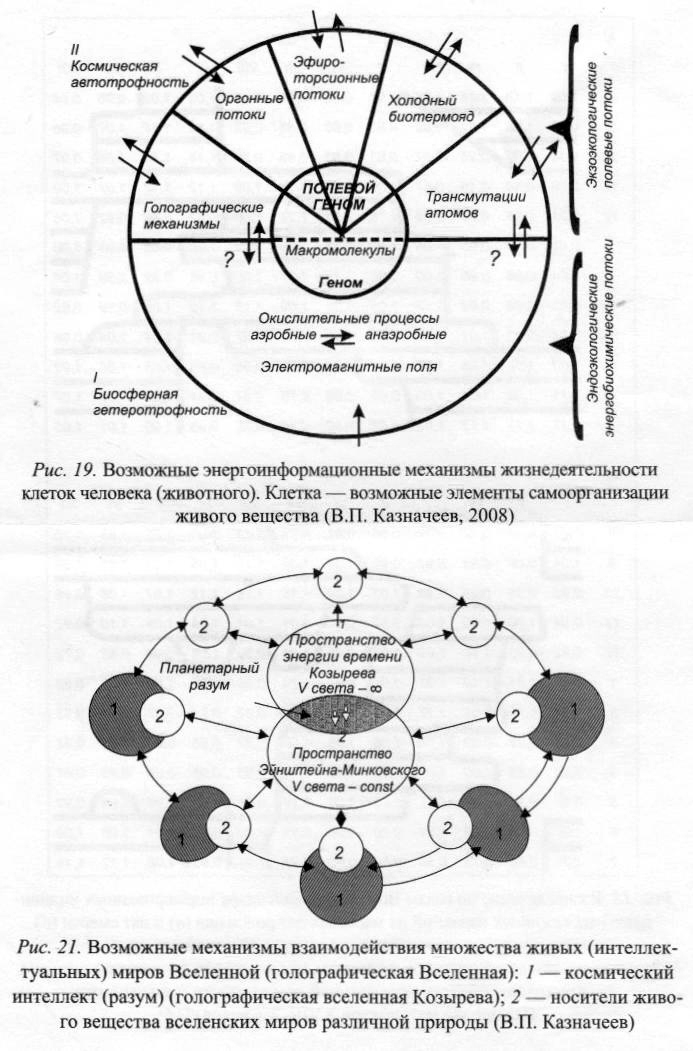 II
Космическая
автотрофность
Оргонные
потоки
Эфиро-
торсионные
потоки
Холодный
биотермояд
Голографические
механизмы
ПОЛЕВОЙ
ГЕНОМ
Трансмутации
атомов
?
?
Макромолекулы
Геном
Окислительные процессы
аэробные анаэробные
Электромагнитные поля
I
Биосферная
гетеротрофность
Экзоэкологические
полевые потоки
Эндоэкологические
энергобиохимические потоки
Рис. 19. Возможные энергоинформационные механизмы жизнедеятельности
клеток человека (животного). Клетка — возможные элементы самоорганизации
живого вещества (В.П. Казначеев, 2008)
2
2
2
1
Пространство
энергии времени
Козырева
V света – ∞
Планетарный
разум
1
2
2
1
2
Пространство
Эйнштейна-Минковского
V света – const
1
2
2
1
2
1
Рис. 21. Возможные механизмы взаимодействия множества живых (интеллек-
туальных) миров Вселенной (голографическая Вселенная): 1 — космический
интеллект (разум) (голографическая вселенная Козырева); 2 — носители живо-
го вещества вселенских миров различной природы (В.П. Казначеев)